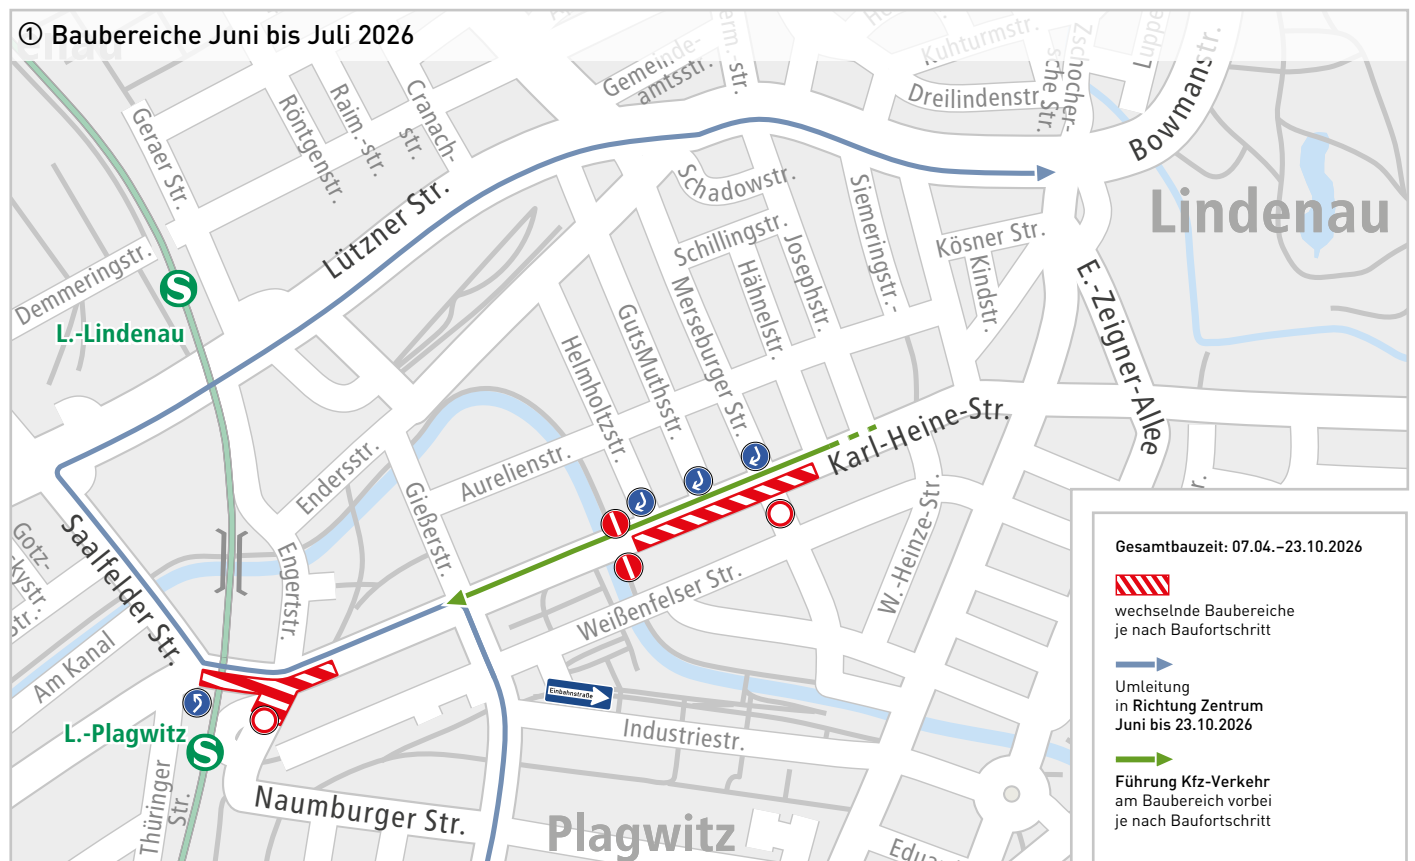 ① Baubereiche Juni bis Juli 2026
Gemeinde-
amtsstr.
Kuhturmstr.
Dreilindenstr.
Zschocher-
sche Str.
Luppe
Bowmanstr.
Geraer Str.
Röntgenstr.
Raim.-str.
Cranach-
str.
Lützner Str.
Schadowstr.
Schillingstr.
Siemeringstr.
Kösner Str.
Kindstr.
Lindenau
Demmeringstr.
S
L.-Lindenau
Helmholtzstr.
GutsMuthsstr.
Merseburger Str.
Hähnelstr.
Josephstr.
E.-Zeigner-Allee
Karl-Heine-Str.
Aurelienstr.
Endersstr.
Gießerstr.
Engertstr.
Saalfelder Str.
Gotz-
kystr.
Str.
Am Kanal
Weißenfelser Str.
W.-Heinze-Str.
r.
Einbahnstraße
Industriestr.
L.-Plagwitz
S
Thüringer
Str.
Naumburger Str.
Plagwitz
Gesamtbauzeit: 07.04.–23.10.2026
wechselnde Baubereiche
je nach Baufortschritt
Umleitung
in Richtung Zentrum
Juni bis 23.10.2026
Führung Kfz-Verkehr
am Baubereich vorbei
je nach Baufortschritt